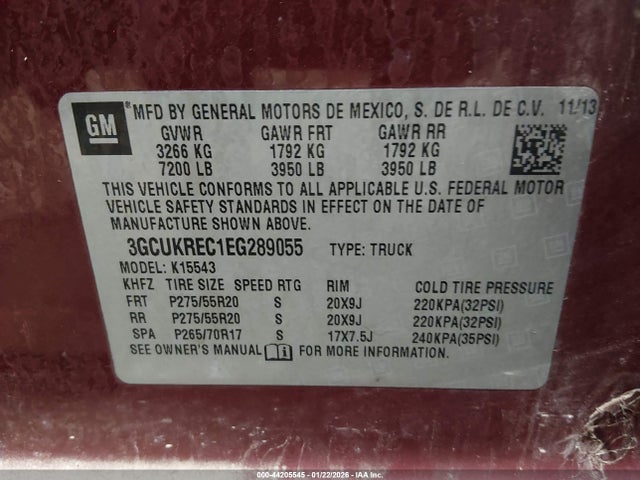 GM
® MFD BY GENERAL MOTORS DE MEXICO, S. DE R.L. DE C.V. 11/13
GVWR GAWR FRT GAWR RR
3266 KG 1792 KG 1792 KG
7200 LB 3950 LB 3950 LB
THIS VEHICLE CONFORMS TO ALL APPLICABLE U.S. FEDERAL MOTOR
VEHICLE SAFETY STANDARDS IN EFFECT ON THE DATE OF
MANUFACTURE SHOWN ABOVE.
3GCUKREC1EG289055 TYPE: TRUCK
MODEL: K15543
KHFZ TIRE SIZE SPEED RTG RIM COLD TIRE PRESSURE
FRT P275/55R20 S 20X9J 220KPA(32PSI)
RR P275/55R20 S 20X9J 220KPA(32PSI)
SPA P265/70R17 S 17X7.5J 240KPA(35PSI)
SEE OWNER'S MANUAL i FOR MORE INFORMATION.
000-44205545 - 01/22/2026 - IAAI.COM